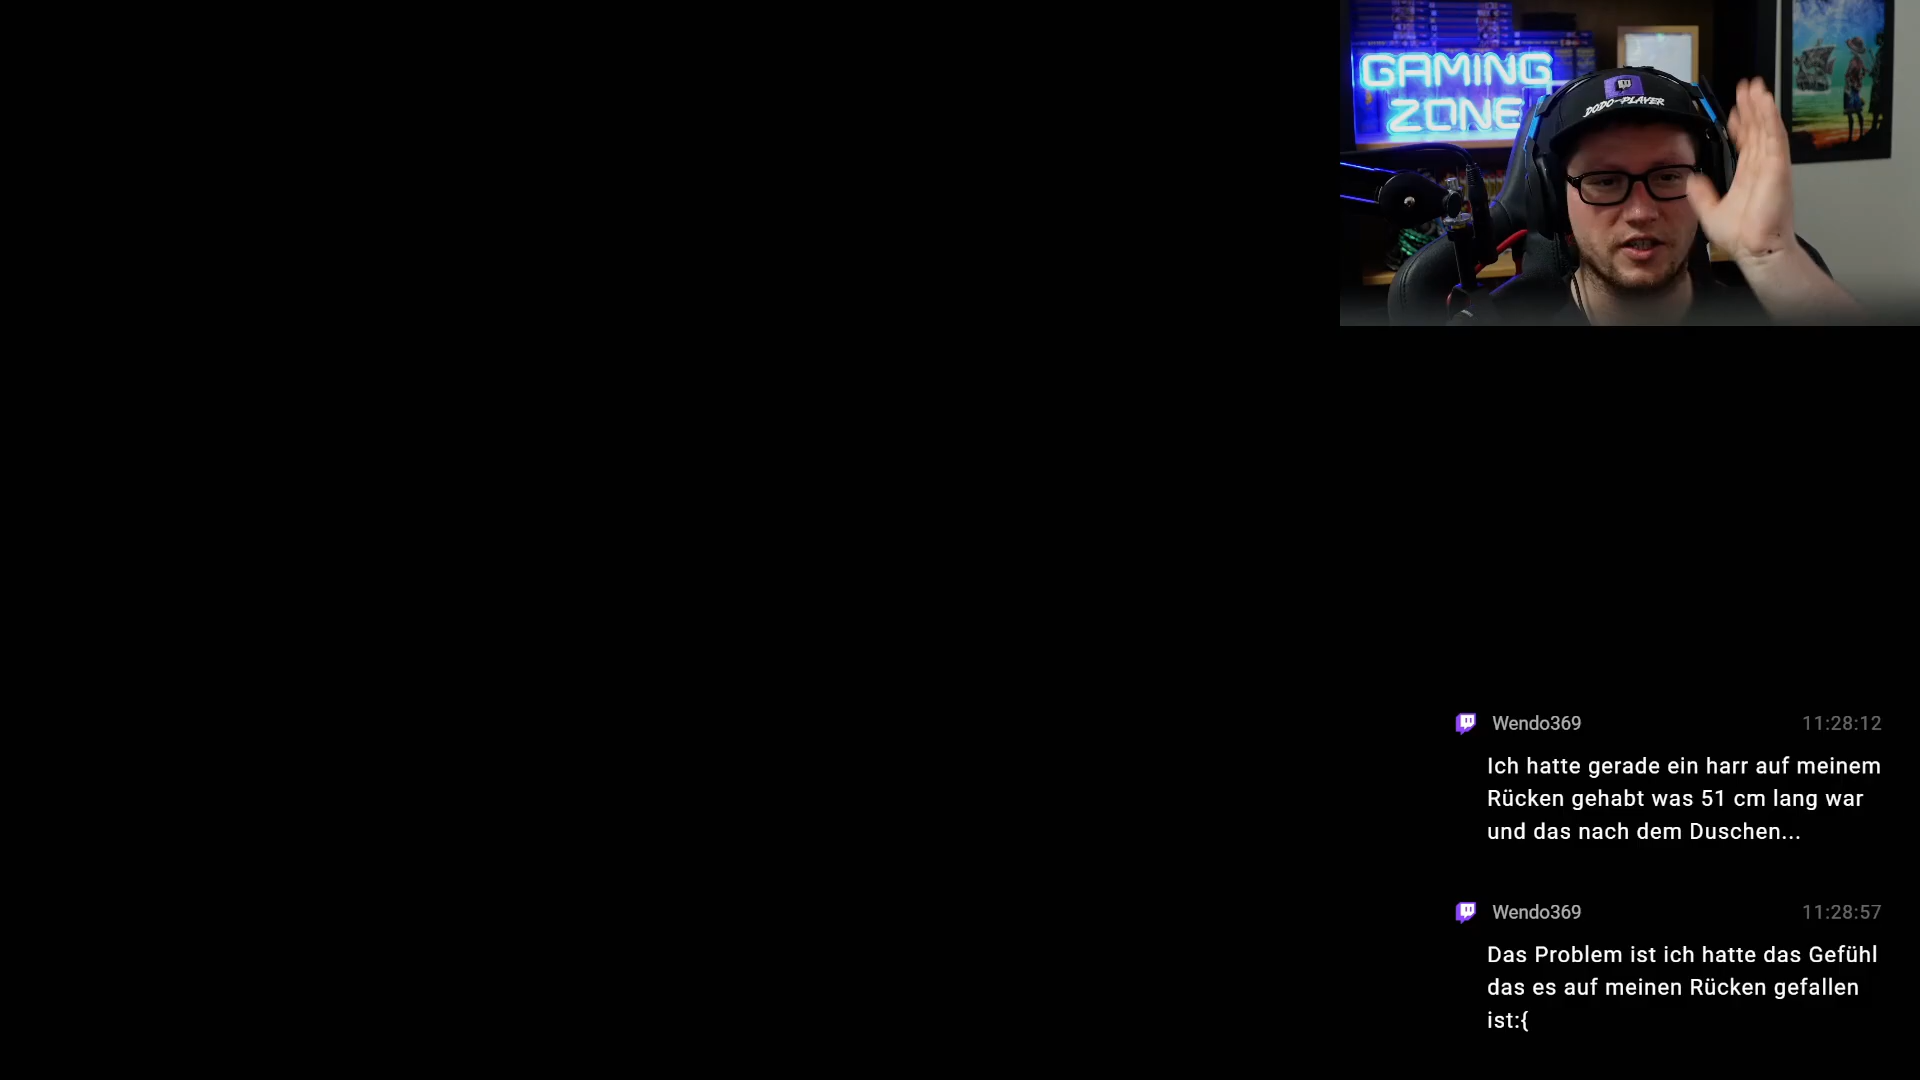 GAMING
ZONE
DODO-PLAYER
Wendo369 11:28:12
Ich hatte gerade ein harr auf meinem
Rücken gehabt was 51 cm lang war
und das nach dem Duschen...
Wendo369 11:28:57
Das Problem ist ich hatte das Gefühl
das es auf meinen Rücken gefallen
ist:{